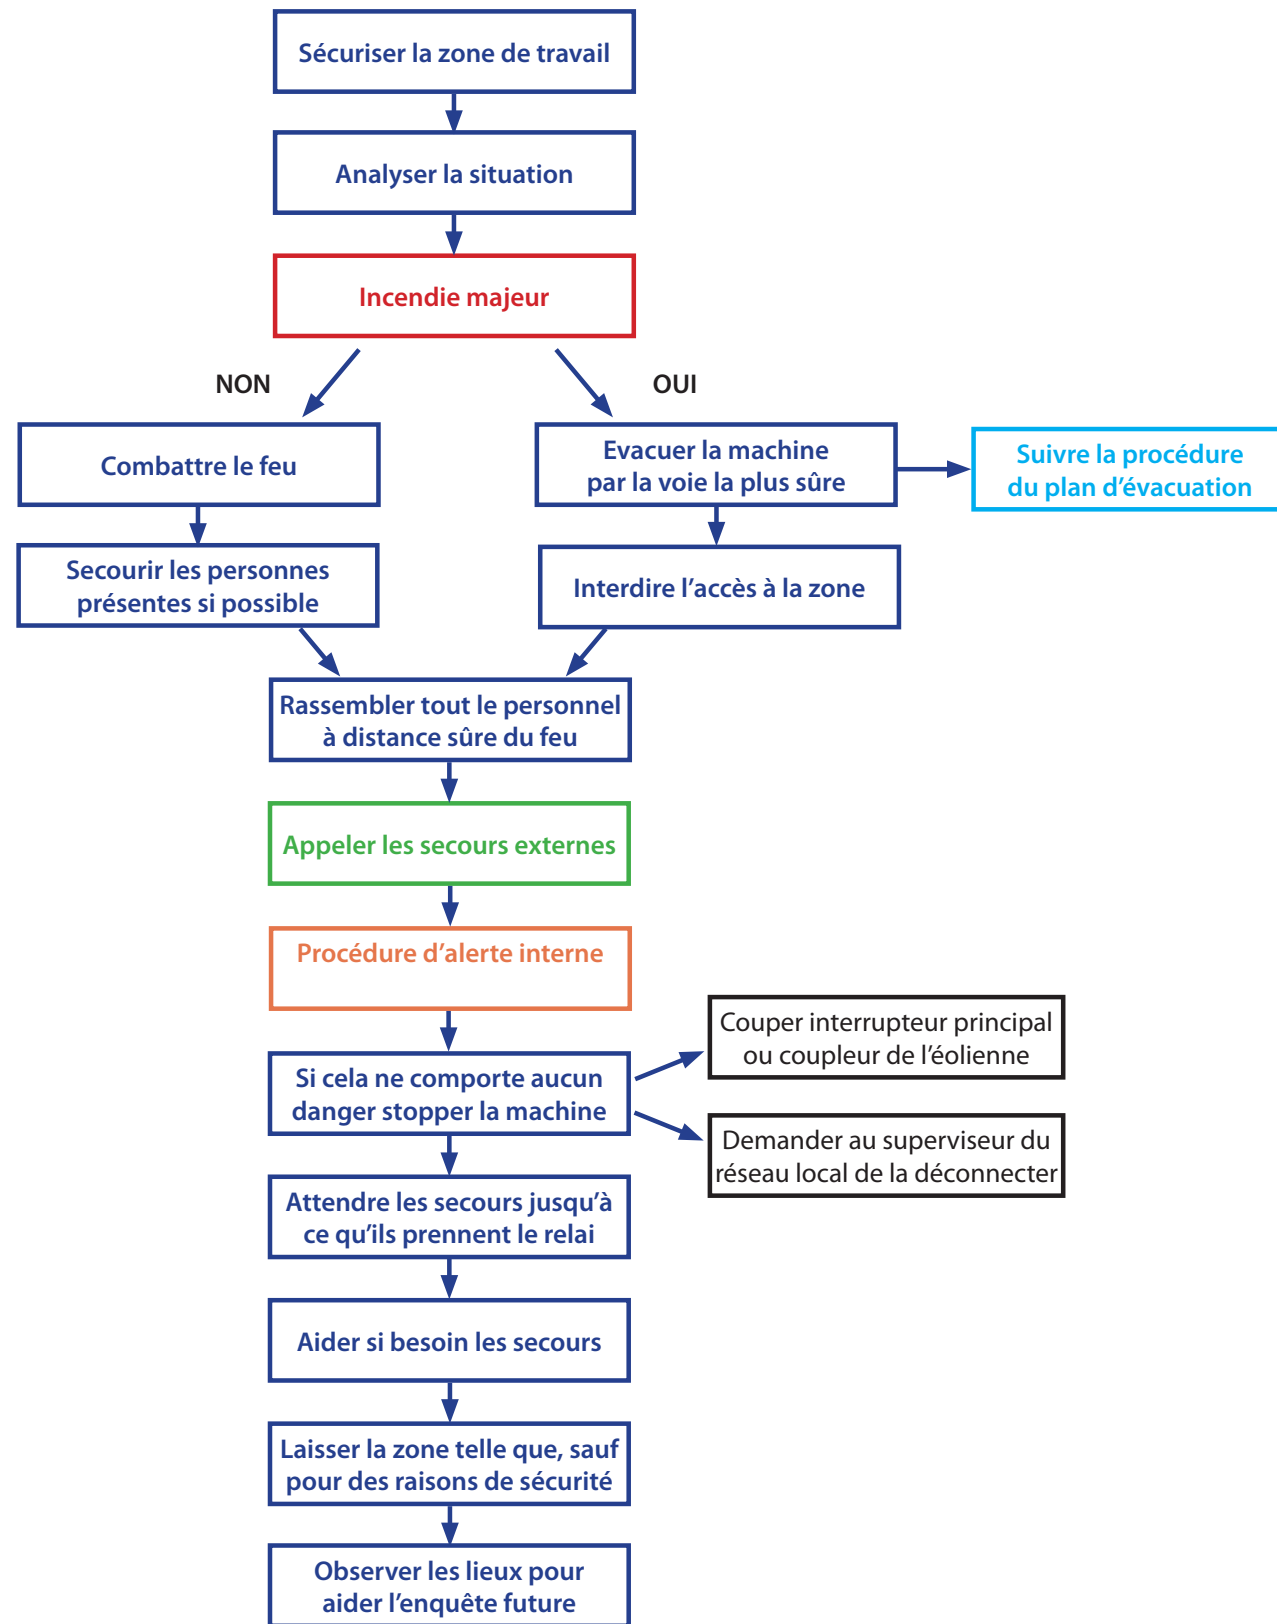 Sécuriser la zone de travail
Analyser la situation
Incendie majeur
NON
OUI
Combattre le feu
Evacuer la machine
par la voie la plus sûre
Suivre la procédure
du plan d’évacuation
Secourir les personnes
présentes si possible
Interdire l’accès à la zone
Rassembler tout le personnel
à distance sûre du feu
Appeler les secours externes
Procédure d’alerte interne
Couper interrupteur principal
ou coupleur de l’éolienne
Si cela ne comporte aucun
danger stopper la machine
Demander au superviseur du
réseau local de la déconnecter
Attendre les secours jusqu’à
ce qu’ils prennent le relai
Aider si besoin les secours
Laisser la zone telle que, sauf
pour des raisons de sécurité
Observer les lieux pour
aider l’enquête future